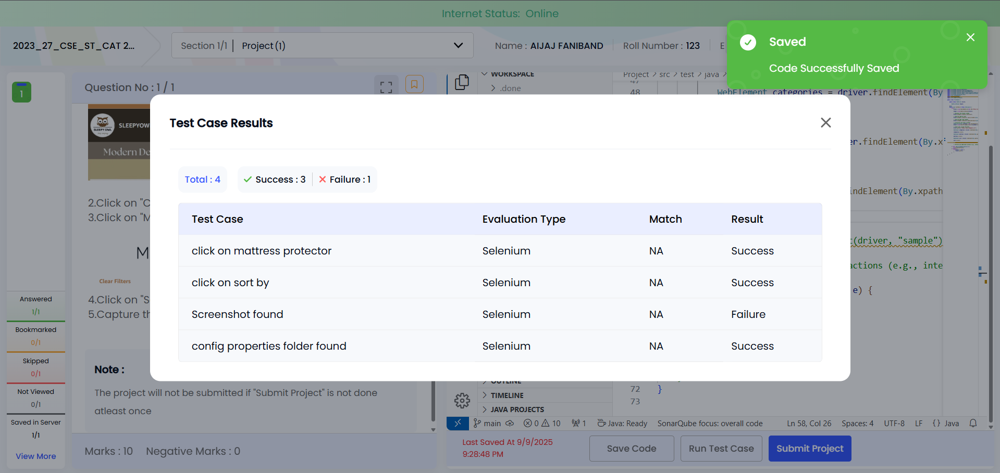 Internet Status: Online
2023_27_CSE_ST_CAT 2...
Section 1/1 | Project (1)
Name : AIJAJ FANIBAND
Roll Number : 123
E
Saved
Code Successfully Saved
1
Question No : 1 / 1
WORKSPACE
.done
Project > src > test > java >
47
48
WebElement categories = driver.findElement(By
SLEEPY OWL
SLEEPYOW
Modern De
er.findElement(By.x
indElement(By.xpath
2.Click on "C
3.Click on "M
M
Clear Filters
4.Click on "S
5.Capture th
t(driver, "sample")
actions (e.g., inte
e) {
Test Case Results
Total : 4
Success : 3
Failure : 1
Test Case Evaluation Type Match Result
click on mattress protector Selenium NA Success
click on sort by Selenium NA Success
Screenshot found Selenium NA Failure
config properties folder found Selenium NA Success
Answered
1/1
Bookmarked
0/1
Skipped
0/1
Not Viewed
0/1
Saved in Server
1/1
View More
Note :
The project will not be submitted if "Submit Project" is not done
atleast once
OUTLINE
TIMELINE
JAVA PROJECTS
72 }
73
main 0 10 1 Java: Ready SonarQube focus: overall code Ln 58, Col 26 Spaces: 4 UTF-8 LF {} Java
Marks : 10 Negative Marks : 0
Last Saved At 9/9/2025
9:28:48 PM
Save Code
Run Test Case
Submit Project